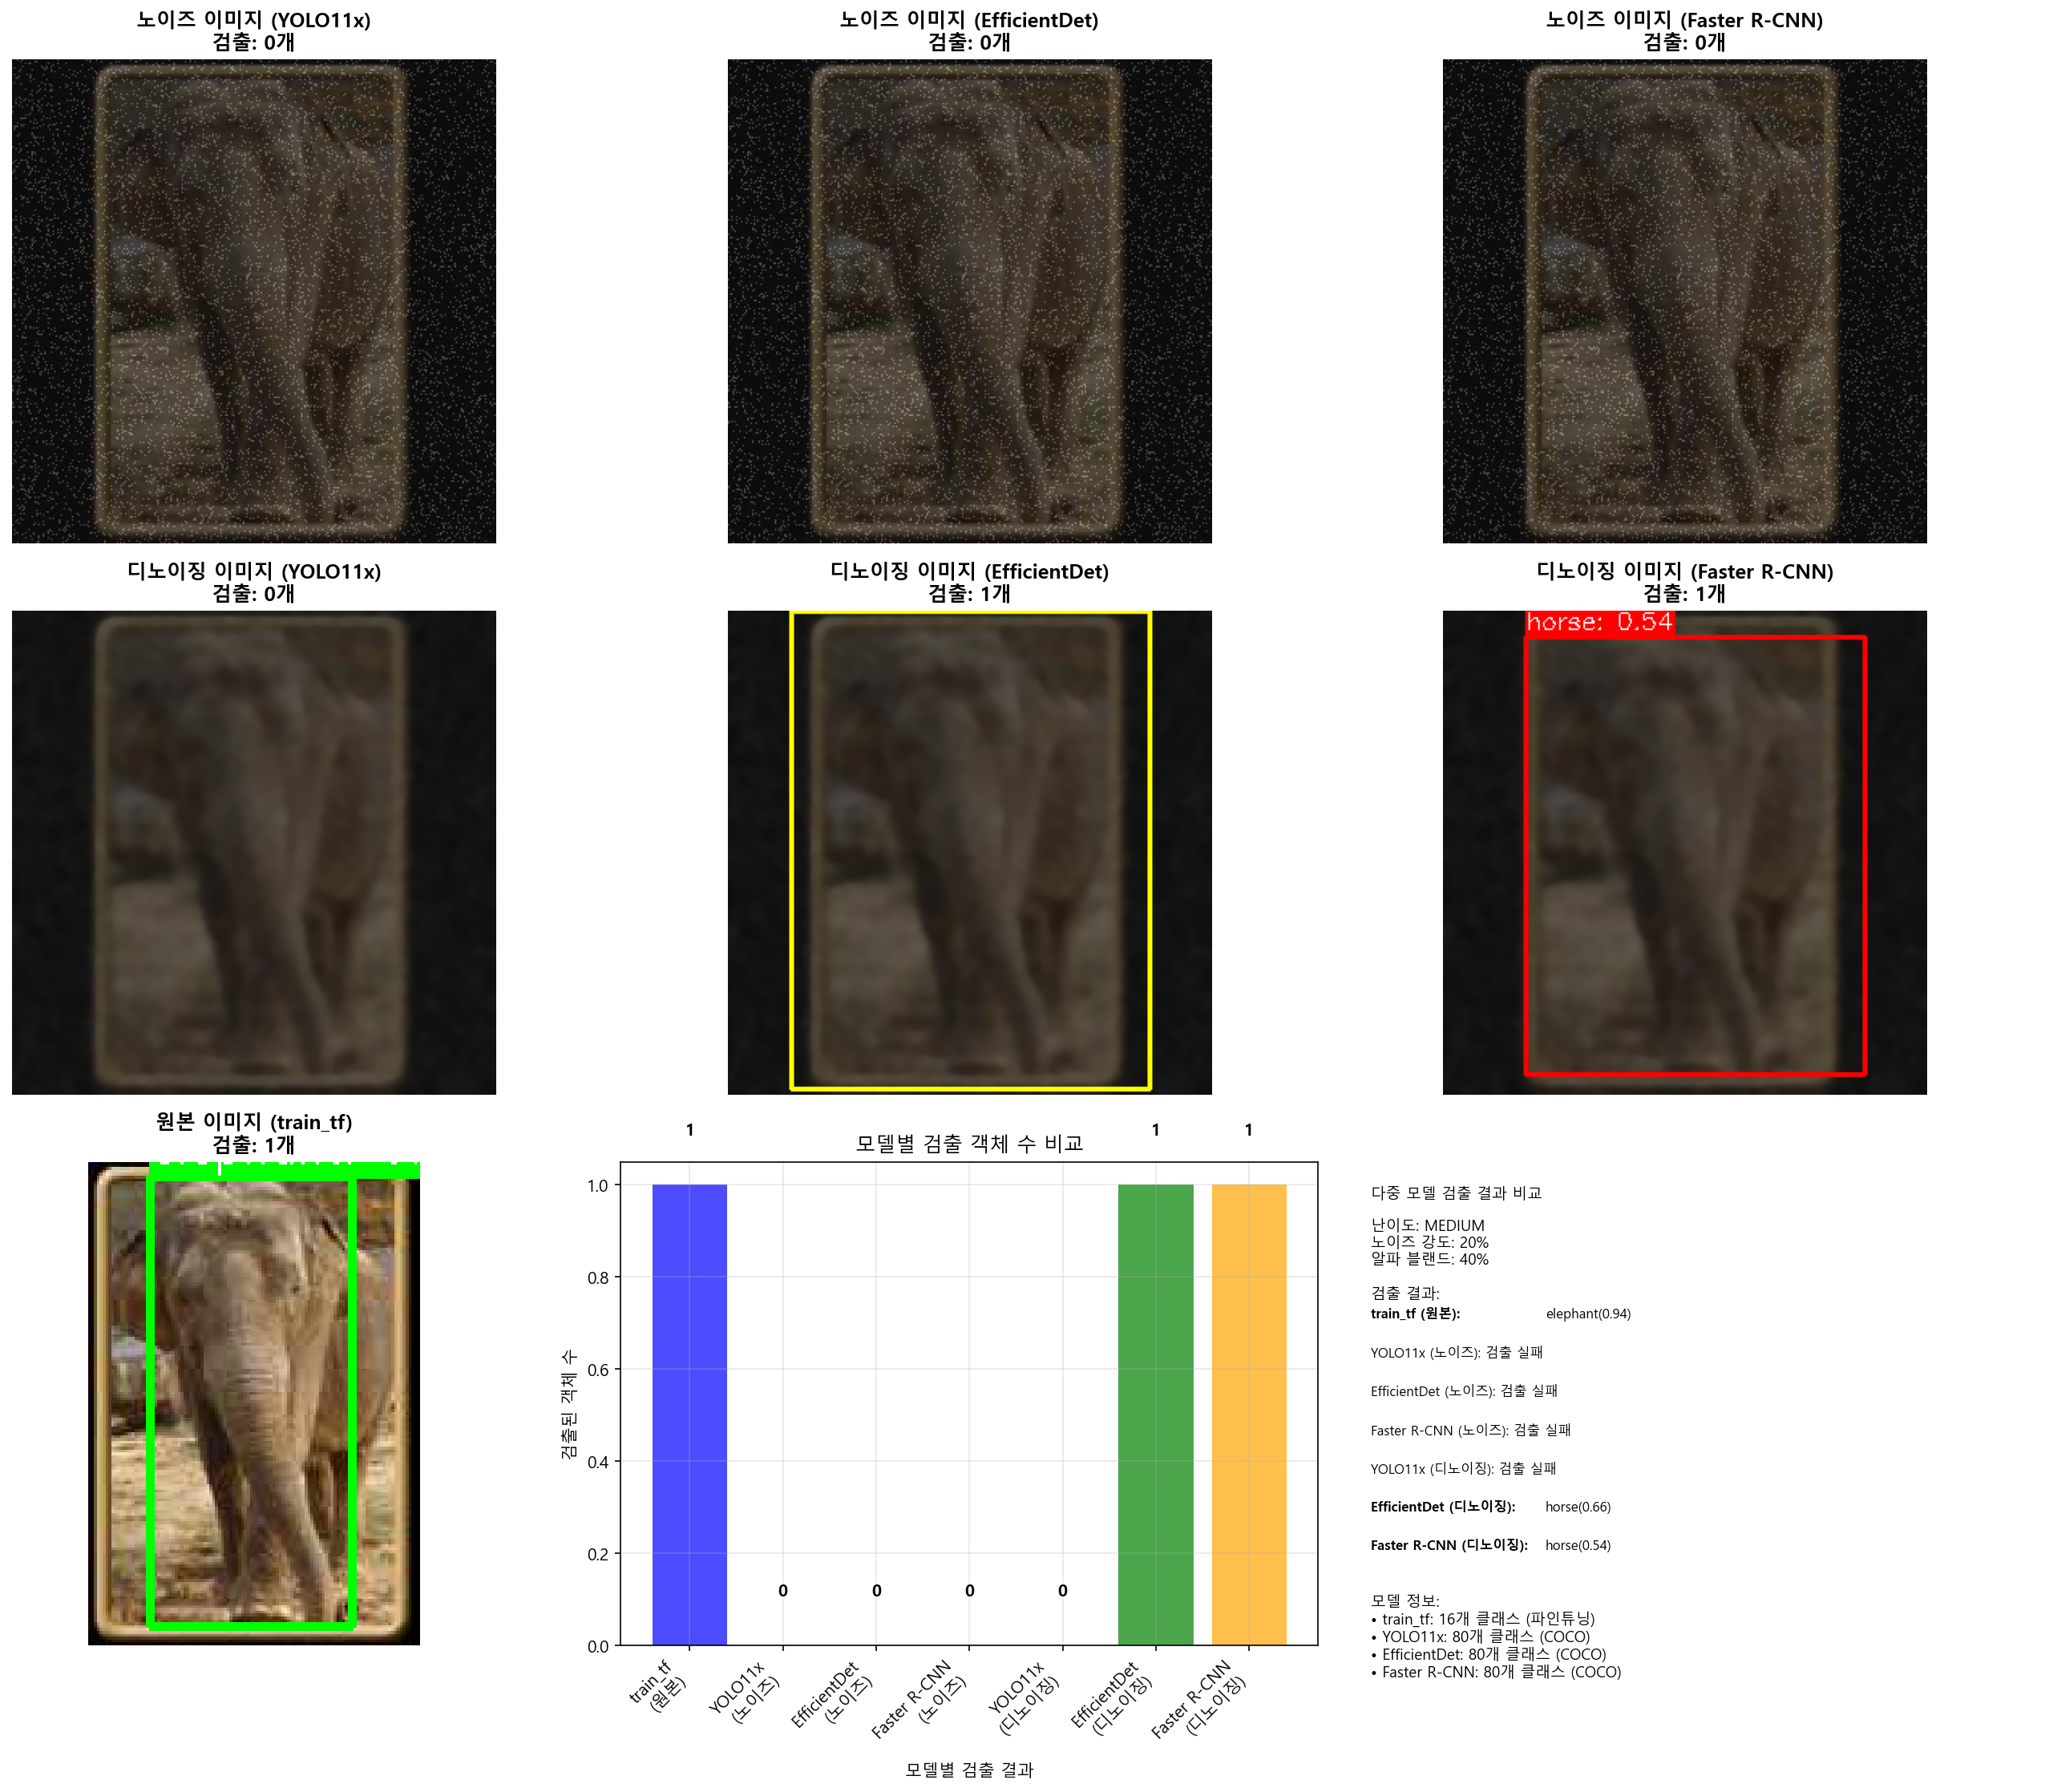 노이즈 이미지 (YOLO11x)
검출: 0개
노이즈 이미지 (EfficientDet)
검출: 0개
노이즈 이미지 (Faster R-CNN)
검출: 0개
디노이징 이미지 (YOLO11x)
검출: 0개
디노이징 이미지 (EfficientDet)
검출: 1개
디노이징 이미지 (Faster R-CNN)
검출: 1개
horse: 0.54
원본 이미지 (train_tf)
검출: 1개
모델별 검출 객체 수 비교
1
1
1
0
0
0
0
검출된 객체 수
1.0
0.8
0.6
0.4
0.2
0.0
train_tf
(원본)
YOLO11x
(노이즈)
EfficientDet
(노이즈)
Faster R-CNN
(노이즈)
YOLO11x
(디노이징)
EfficientDet
(디노이징)
Faster R-CNN
(디노이징)
모델별 검출 결과
다중 모델 검출 결과 비교
난이도: MEDIUM
노이즈 강도: 20%
알파 블랜드: 40%
검출 결과:
train_tf (원본): elephant(0.94)
YOLO11x (노이즈): 검출 실패
EfficientDet (노이즈): 검출 실패
Faster R-CNN (노이즈): 검출 실패
YOLO11x (디노이징): 검출 실패
EfficientDet (디노이징): horse(0.66)
Faster R-CNN (디노이징): horse(0.54)
모델 정보:
• train_tf: 16개 클래스 (파인튜닝)
• YOLO11x: 80개 클래스 (COCO)
• EfficientDet: 80개 클래스 (COCO)
• Faster R-CNN: 80개 클래스 (COCO)